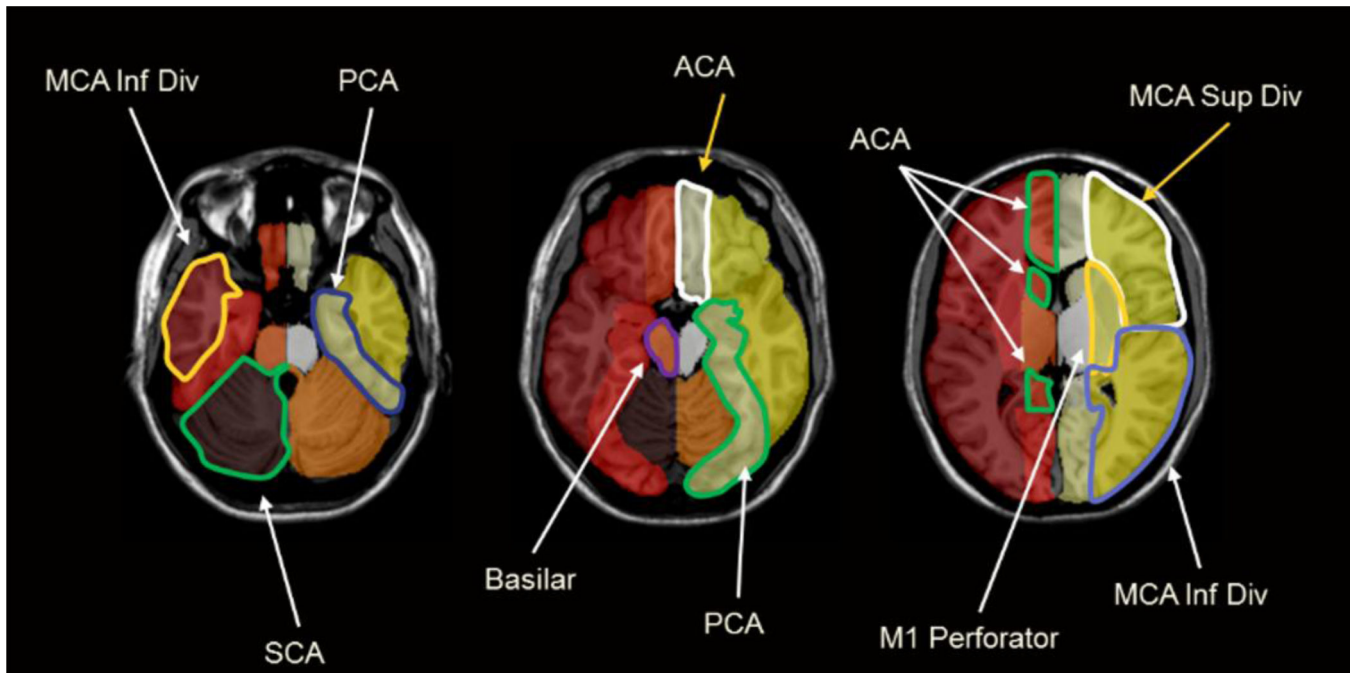 MCA Inf Div
PCA
SCA
ACA
Basilar
PCA
ACA
MCA Sup Div
M1 Perforator
MCA Inf Div